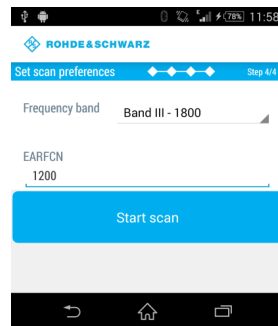 78% 11:58
ROHDE&SCHWARZ
Set scan preferences Step 4/4
Frequency band Band III - 1800
EARFCN
1200
Start scan